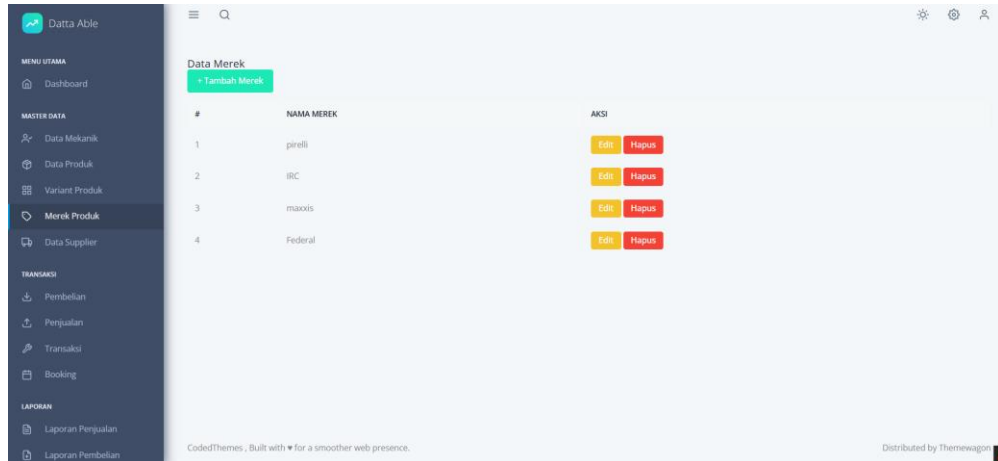 Datta Able
MENU UTAMA
Dashboard
MASTER DATA
Data Mekanik
Data Produk
Variant Produk
Merek Produk
Data Supplier
TRANSAKSI
Pembelian
Penjualan
Transaksi
Booking
LAPORAN
Laporan Penjualan
Laporan Pembelian
Data Merek
+ Tambah Merek
# NAMA MEREK AKSI
1 pirelli Edit Hapus
2 IRC Edit Hapus
3 maxxis Edit Hapus
4 Federal Edit Hapus
CodedThemes , Built with ♥ for a smoother web presence. Distributed by Themewagon